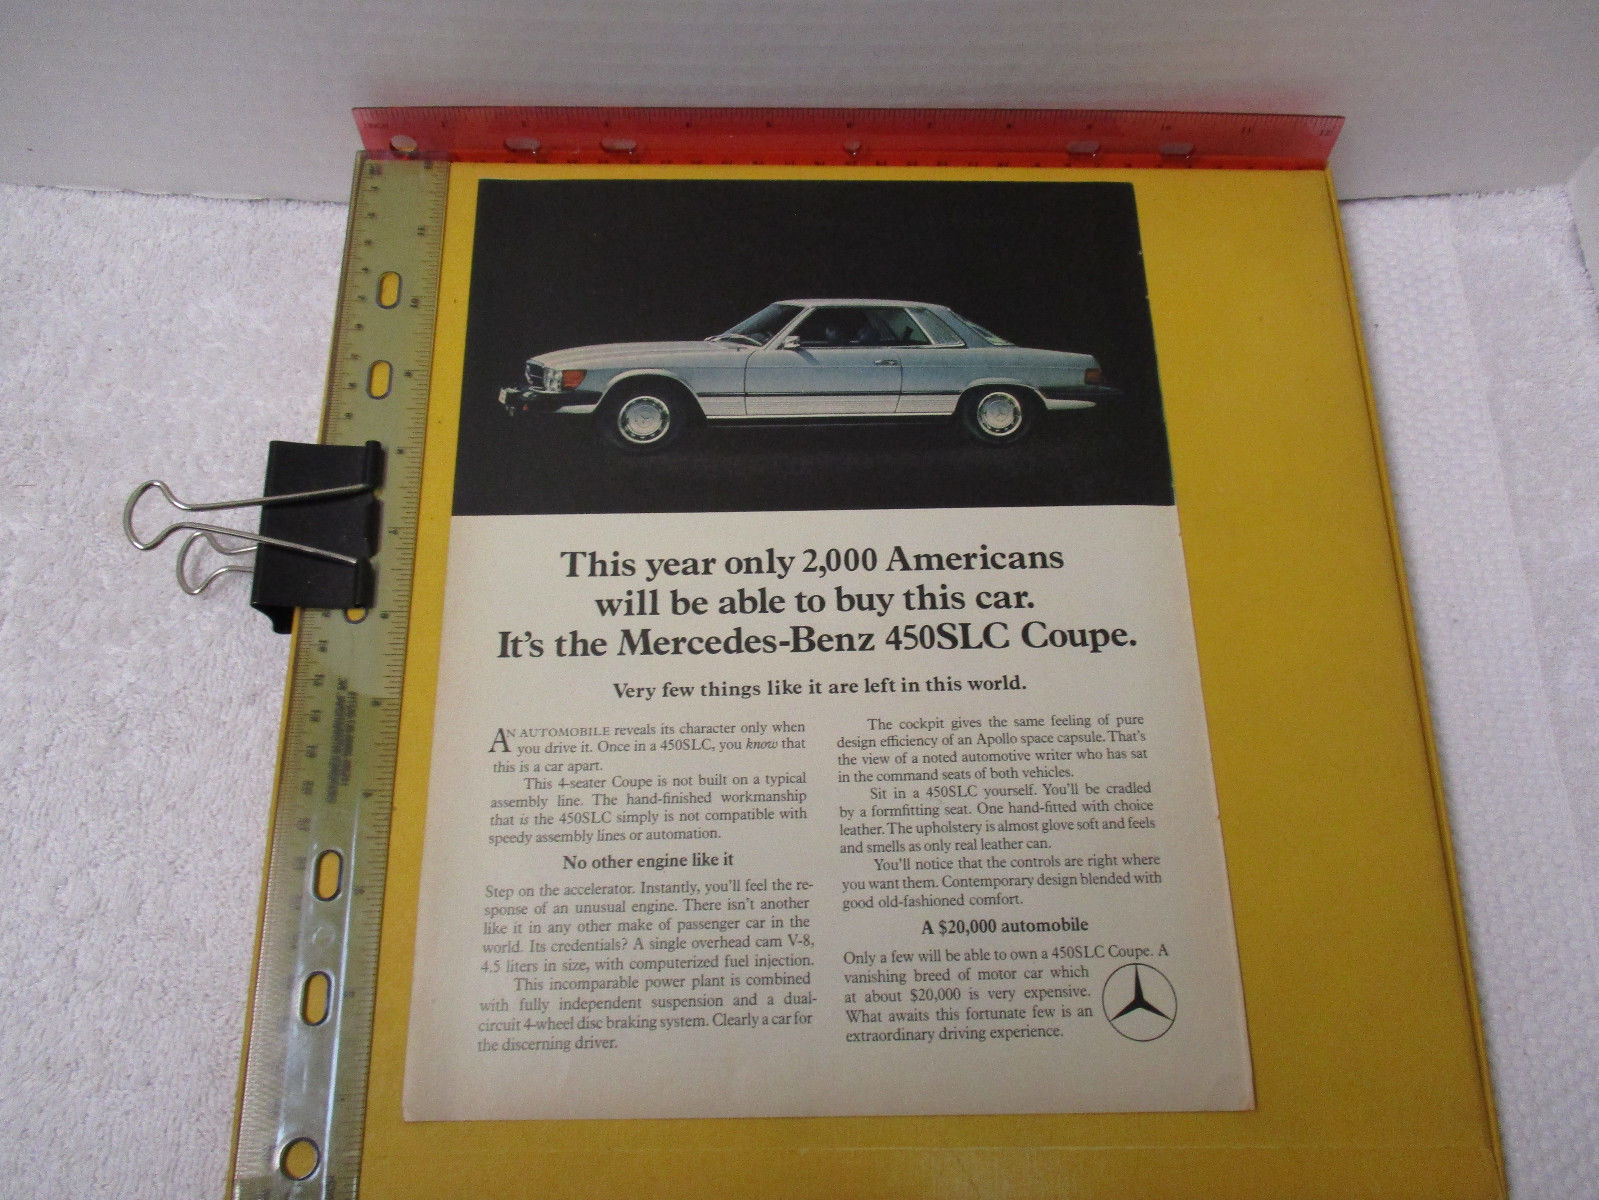 This year only 2,000 Americans
will be able to buy this car.
It's the Mercedes-Benz 450SLC Coupe.
Very few things like it are left in this world.
AN AUTOMOBILE reveals its character only when
you drive it. Once in a 450SLC, you know that
this is a car apart.
This 4-seater Coupe is not built on a typical
assembly line. The hand-finished workmanship
that is the 450SLC simply is not compatible with
speedy assembly lines or automation.
No other engine like it
Step on the accelerator. Instantly, you'll feel the re-
sponse of an unusual engine. There isn't another
like it in any other make of passenger car in the
world. Its credentials? A single overhead cam V-8,
4.5 liters in size, with computerized fuel injection.
This incomparable power plant is combined
with fully independent suspension and a dual-
circuit 4-wheel disc braking system. Clearly a car for
the discerning driver.
The cockpit gives the same feeling of pure
design efficiency of an Apollo space capsule. That's
the view of a noted automotive writer who has sat
in the command seats of both vehicles.
Sit in a 450SLC yourself. You'll be cradled
by a formfitting seat. One hand-fitted with choice
leather. The upholstery is almost glove soft and feels
and smells as only real leather can.
You'll notice that the controls are right where
you want them. Contemporary design blended with
good old-fashioned comfort.
A $20,000 automobile
Only a few will be able to own a 450SLC Coupe. A
vanishing breed of motor car which
at about $20,000 is very expensive.
What awaits this fortunate few is an
extraordinary driving experience.